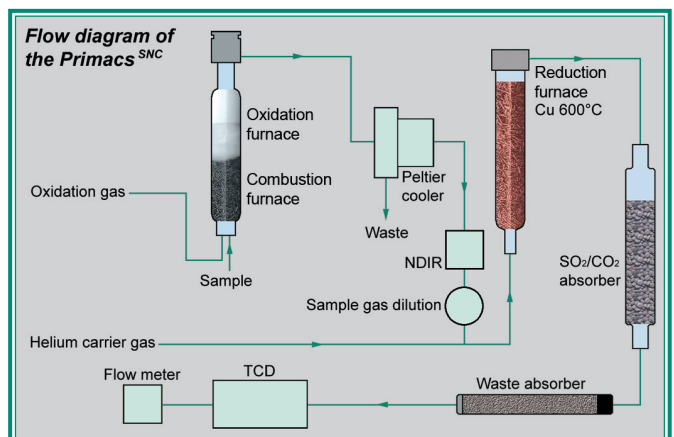 Flow diagram of
the Primacs SNC
Oxidation
furnace
Combustion
furnace
Oxidation gas
Sample
Peltier
cooler
Waste
NDIR
Sample gas dilution
Helium carrier gas
Reduction
furnace
Cu 600°C
SO₂/CO₂
absorber
Waste absorber
TCD
Flow meter